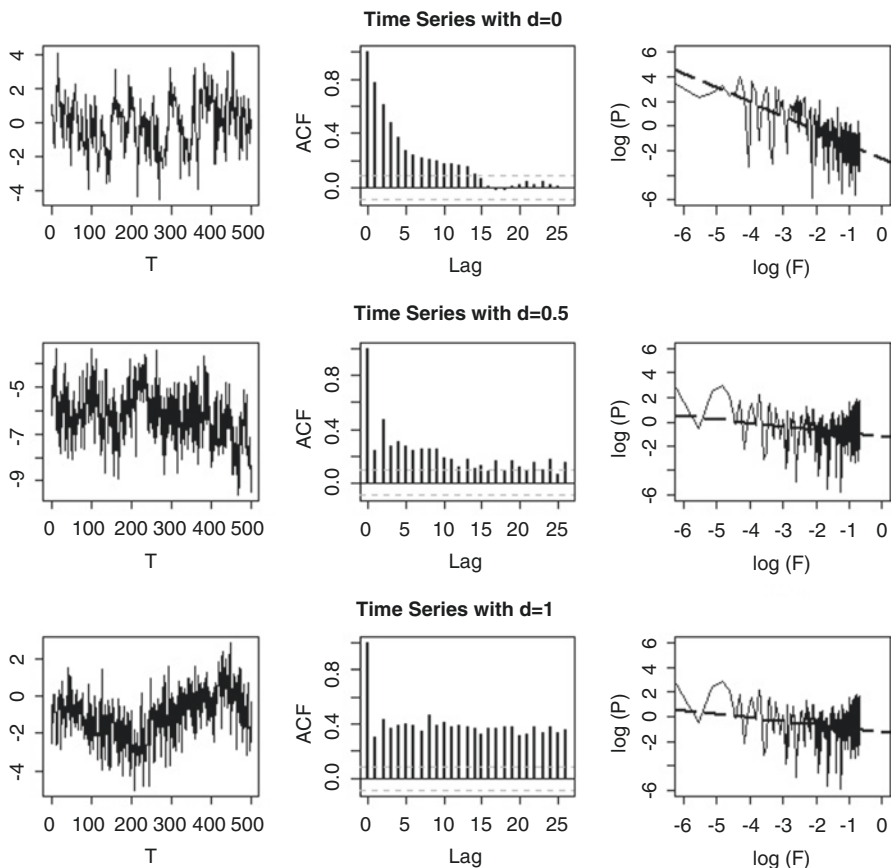 Time Series with d=0
4
2
0
-2
-4
0 100 200 300 400 500
T
ACF
0.8
0.4
0.0
0 5 10 15 20 25
Lag
log (P)
6
4
2
0
-2
-6
-6 -5 -4 -3 -2 -1 0
log (F)
Time Series with d=0.5
-5
-7
-9
0 100 200 300 400 500
T
ACF
0.8
0.4
0.0
0 5 10 15 20 25
Lag
log (P)
6
4
2
0
-2
-6
-6 -5 -4 -3 -2 -1 0
log (F)
Time Series with d=1
2
0
-2
-4
0 100 200 300 400 500
T
ACF
0.8
0.4
0.0
0 5 10 15 20 25
Lag
log (P)
6
4
2
0
-2
-6
-6 -5 -4 -3 -2 -1 0
log (F)